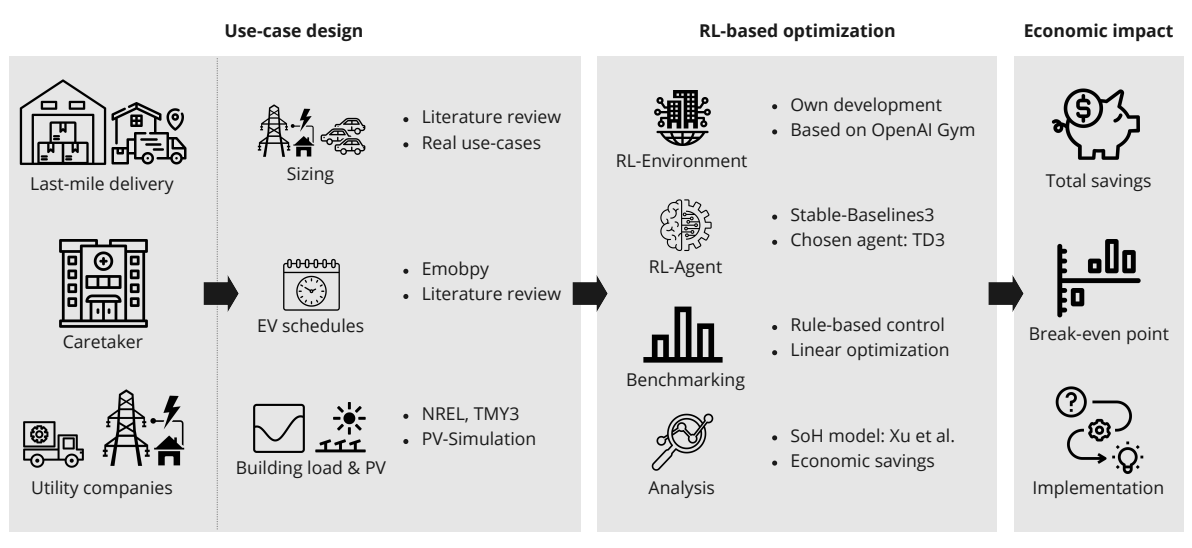 Use-case design
RL-based optimization
Economic impact
Last-mile delivery
Caretaker
Utility companies
Sizing
• Literature review
• Real use-cases
EV schedules
• Emobpy
• Literature review
Building load & PV
• NREL, TMY3
• PV-Simulation
RL-Environment
• Own development
• Based on OpenAI Gym
RL-Agent
• Stable-Baselines3
• Chosen agent: TD3
Benchmarking
• Rule-based control
• Linear optimization
Analysis
• SoH model: Xu et al.
• Economic savings
$
Total savings
Break-even point
?
Implementation